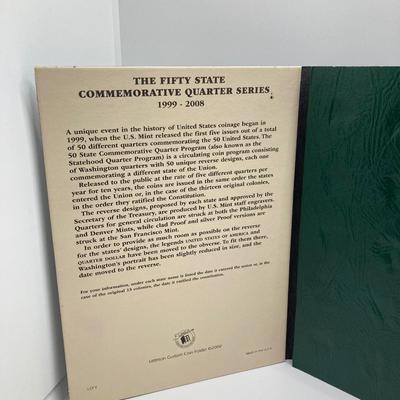 THE FIFTY STATE
COMMEMORATIVE QUARTER SERIES
1999 - 2008
A unique event in the history of United States coinage began in
1999, when the U.S. Mint released the first five issues out of a total
of 50 different quarters commemorating the 50 United States. The
50 State Commemorative Quarter Program (also known as the
Statehood Quarter Program) is a circulating coin program consisting
of Washington quarters with 50 unique reverse designs, each one
commemorating a different state of the Union.
Released to the public at the rate of five different quarters per
year for ten years, the coins are issued in the same order the states
entered the Union or, in the case of the thirteen original colonies,
in the order they ratified the Constitution.
The reverse designs, proposed by each state and approved by the
Secretary of the Treasury, are produced by U.S. Mint staff engravers.
Quarters for general circulation are struck at both the Philadelphia
and Denver Mints, while clad Proof and silver Proof versions are
struck at the San Francisco Mint.
In order to provide as much room as possible on the reverse
for the states' designs, the legends UNITED STATES OF AMERICA and
QUARTER DOLLAR have been moved to the obverse. To fit them there,
Washington's portrait has been slightly reduced in size, and the
date moved to the reverse.
For your information, under each state name is listed the date it entered the union or, in the
case of the original 13 colonies, the date it ratified the constitution.
Littleton Custom Coin Folder ©2002
Made in the U.S.A.
LCF1